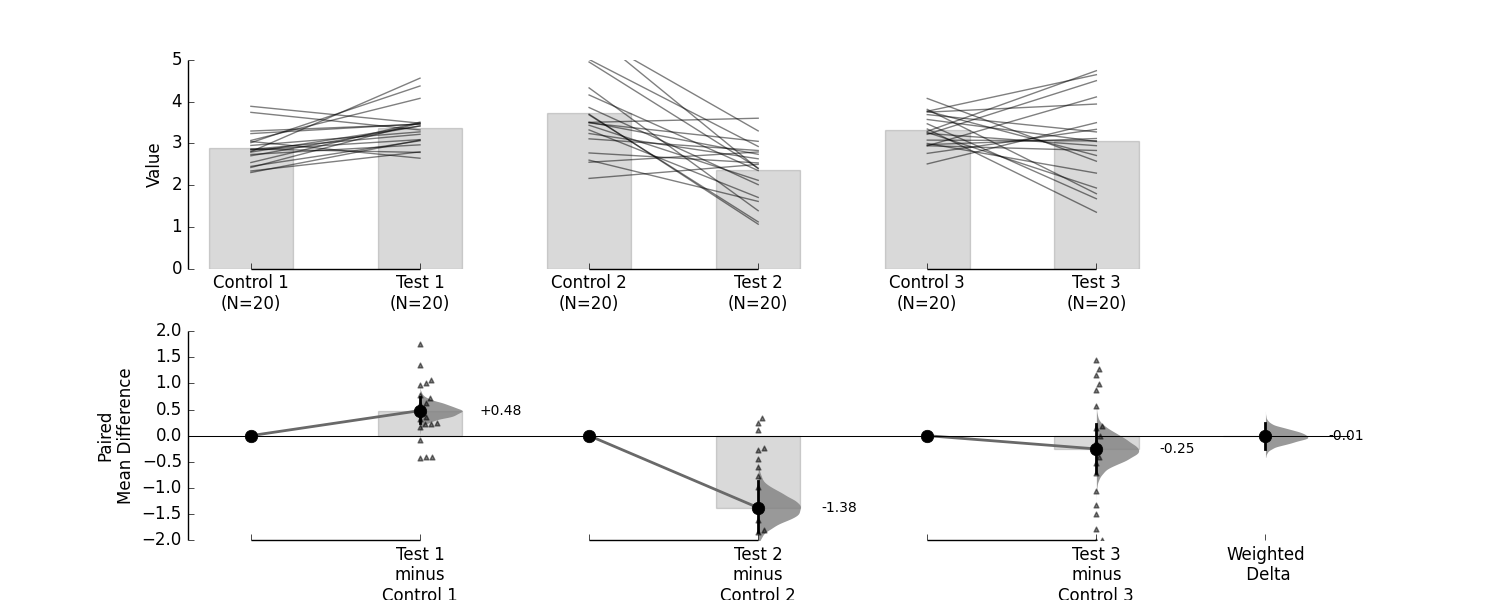 5
4
3
2
1
0
Value
Control 1
(N=20)
Test 1
(N=20)
Control 2
(N=20)
Test 2
(N=20)
Control 3
(N=20)
Test 3
(N=20)
2.0
1.5
1.0
0.5
0.0
−0.5
−1.0
−1.5
−2.0
Paired
Mean Difference
+0.48
-1.38
-0.25
-0.01
Test 1
minus
Control 1
Test 2
minus
Control 2
Test 3
minus
Control 3
Weighted
Delta